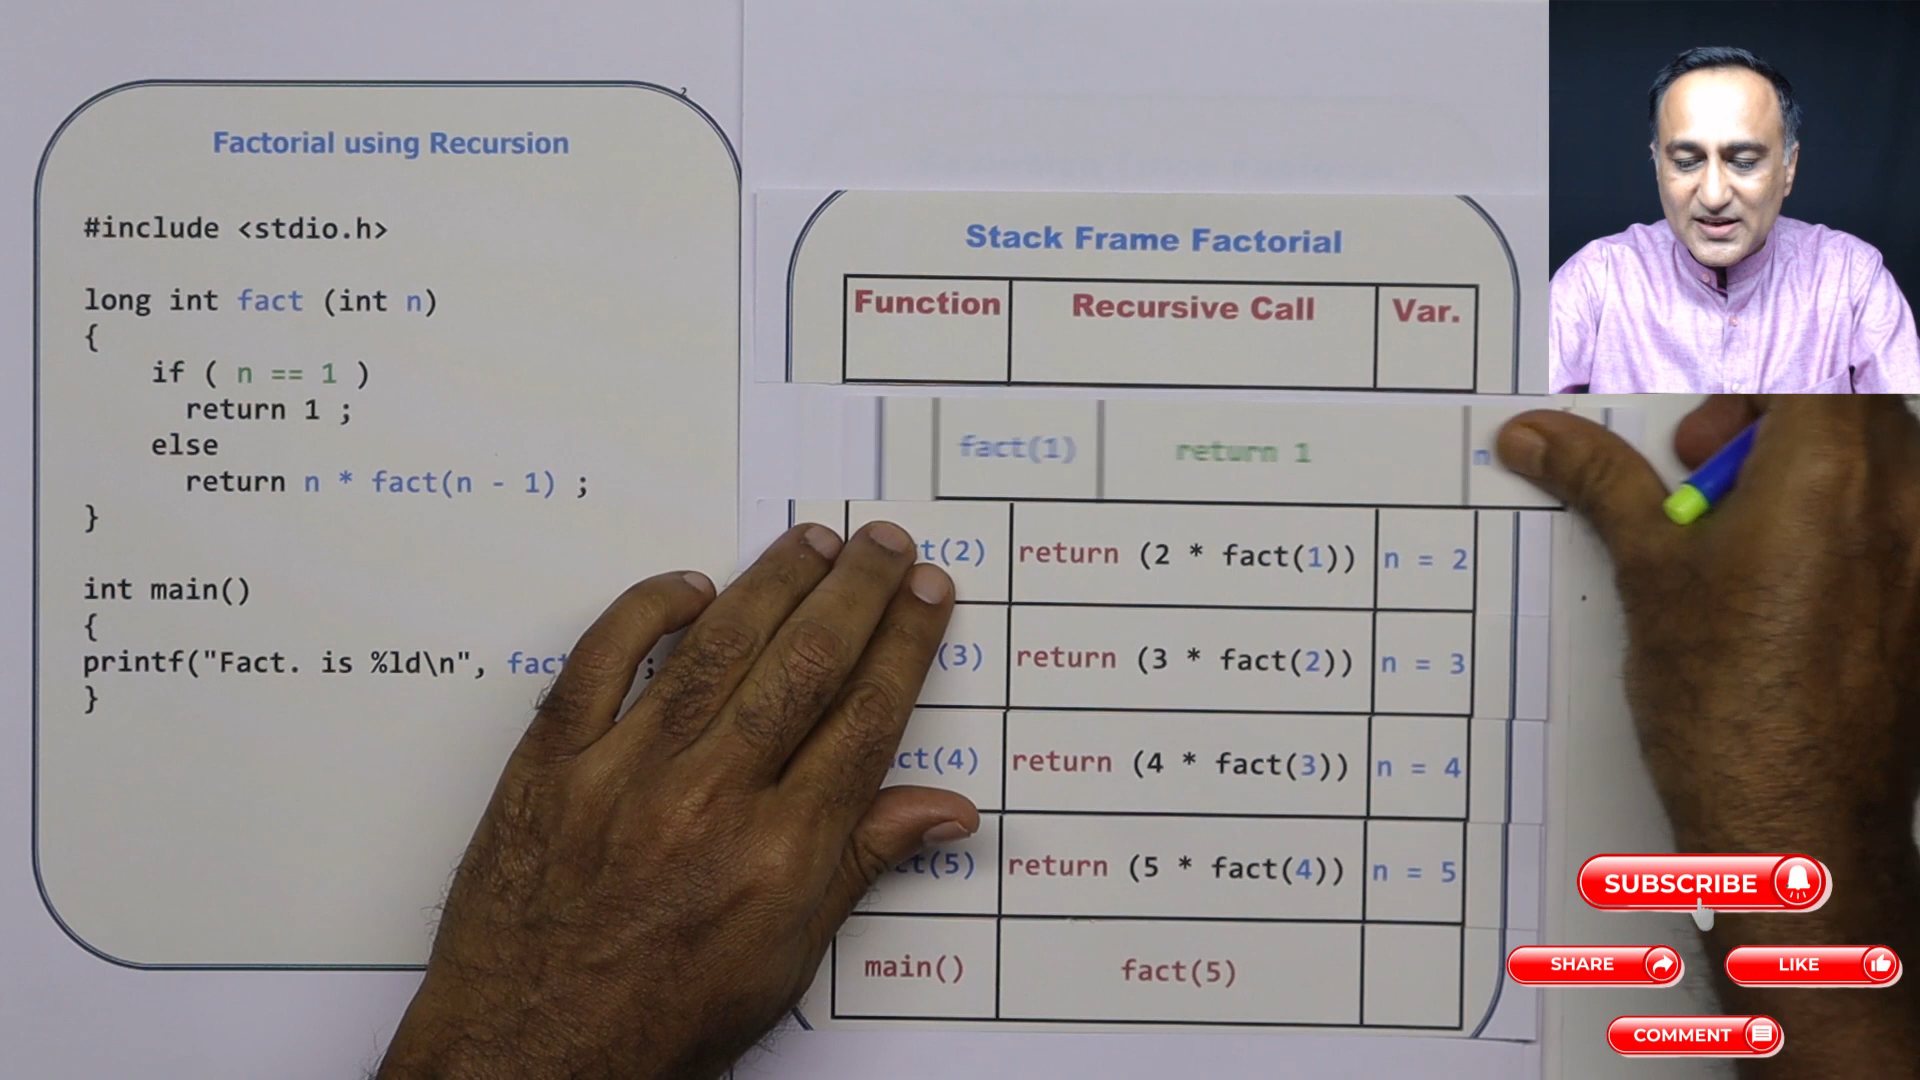 2
Factorial using Recursion
#include <stdio.h>
long int fact (int n)
{
if ( n == 1 )
return 1 ;
else
return n * fact(n - 1) ;
}
int main()
{
printf("Fact. is %ld\n", fact ;
}
Stack Frame Factorial
Function Recursive Call Var.
fact(1) return 1 n
t(2) return (2 * fact(1)) n = 2
(3) return (3 * fact(2)) n = 3
ct(4) return (4 * fact(3)) n = 4
ct(5) return (5 * fact(4)) n = 5
main() fact(5)
SUBSCRIBE
SHARE
LIKE
COMMENT